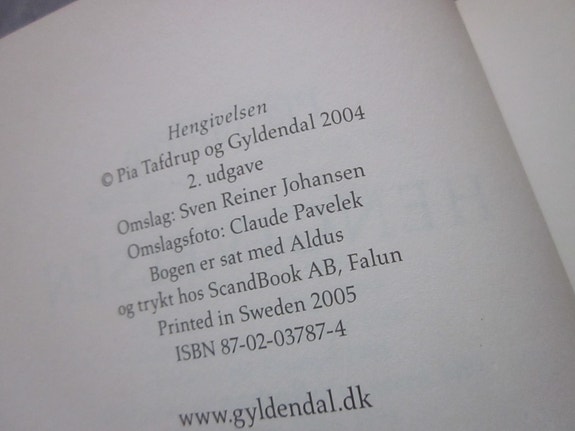 Hengivelsen
© Pia Tafdrup og Gyldendal 2004
2. udgave
Omslag: Sven Reiner Johansen
Omslagsfoto: Claude Pavelek
Bogen er sat med Aldus
og trykt hos ScandBook AB, Falun
Printed in Sweden 2005
ISBN 87-02-03787-4
www.gyldendal.dk